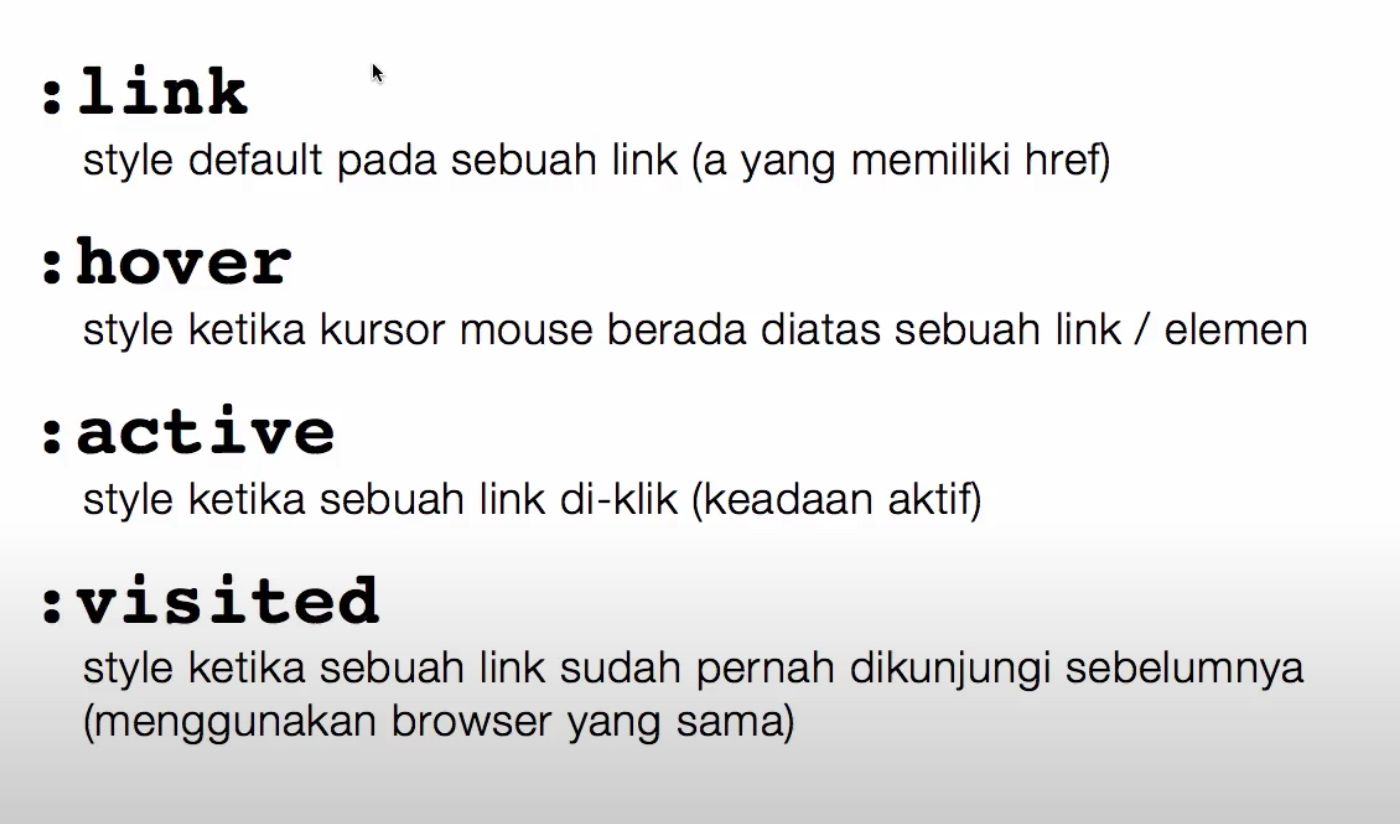 :link
style default pada sebuah link (a yang memiliki href)
:hover
style ketika kursor mouse berada diatas sebuah link / elemen
:active
style ketika sebuah link di-klik (keadaan aktif)
:visited
style ketika sebuah link sudah pernah dikunjungi sebelumnya
(menggunakan browser yang sama)